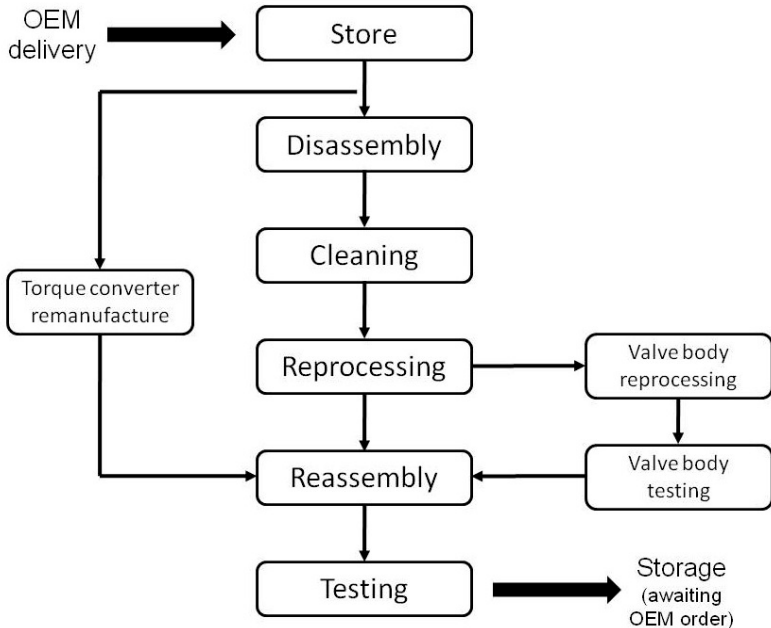 OEM
delivery
Store
Disassembly
Cleaning
Torque converter
remanufacture
Reprocessing
Valve body
reprocessing
Reassembly
Valve body
testing
Testing
Storage
(awaiting
OEM order)